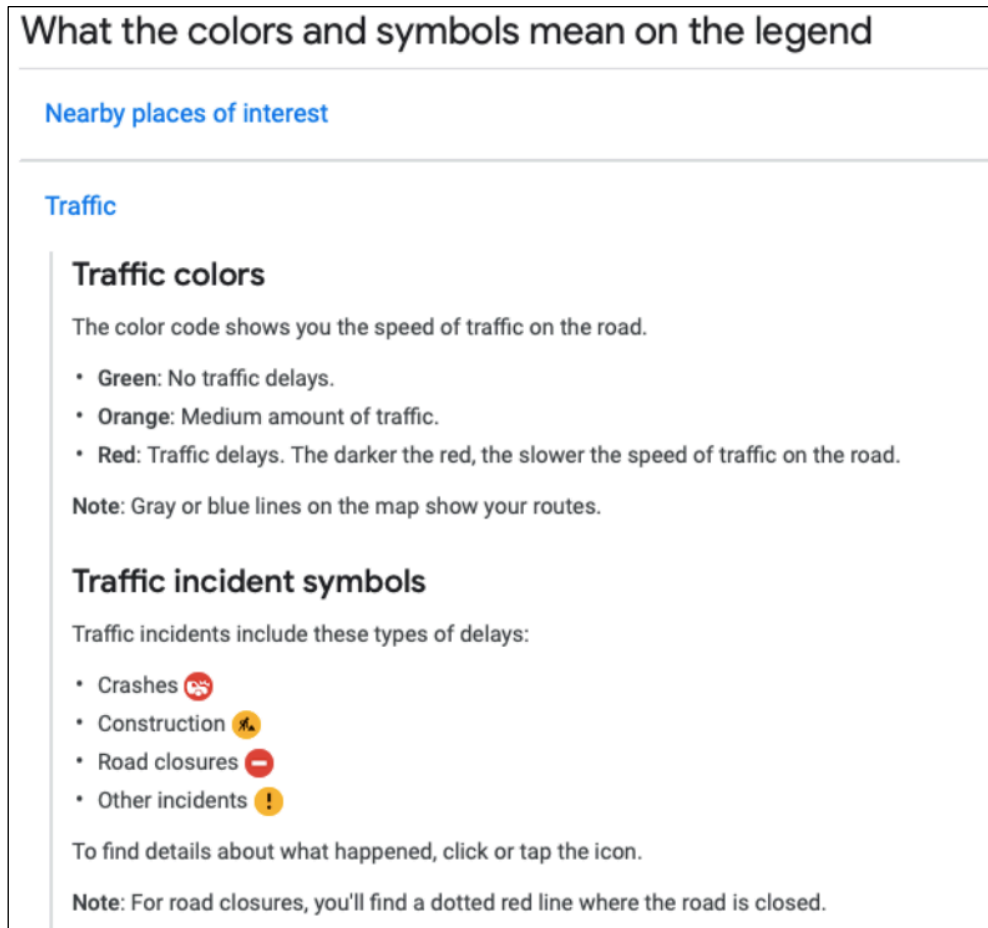 What the colors and symbols mean on the legend
Nearby places of interest
Traffic
Traffic colors
The color code shows you the speed of traffic on the road.
• Green: No traffic delays.
• Orange: Medium amount of traffic.
• Red: Traffic delays. The darker the red, the slower the speed of traffic on the road.
Note: Gray or blue lines on the map show your routes.
Traffic incident symbols
Traffic incidents include these types of delays:
• Crashes
• Construction
• Road closures
• Other incidents
To find details about what happened, click or tap the icon.
Note: For road closures, you'll find a dotted red line where the road is closed.